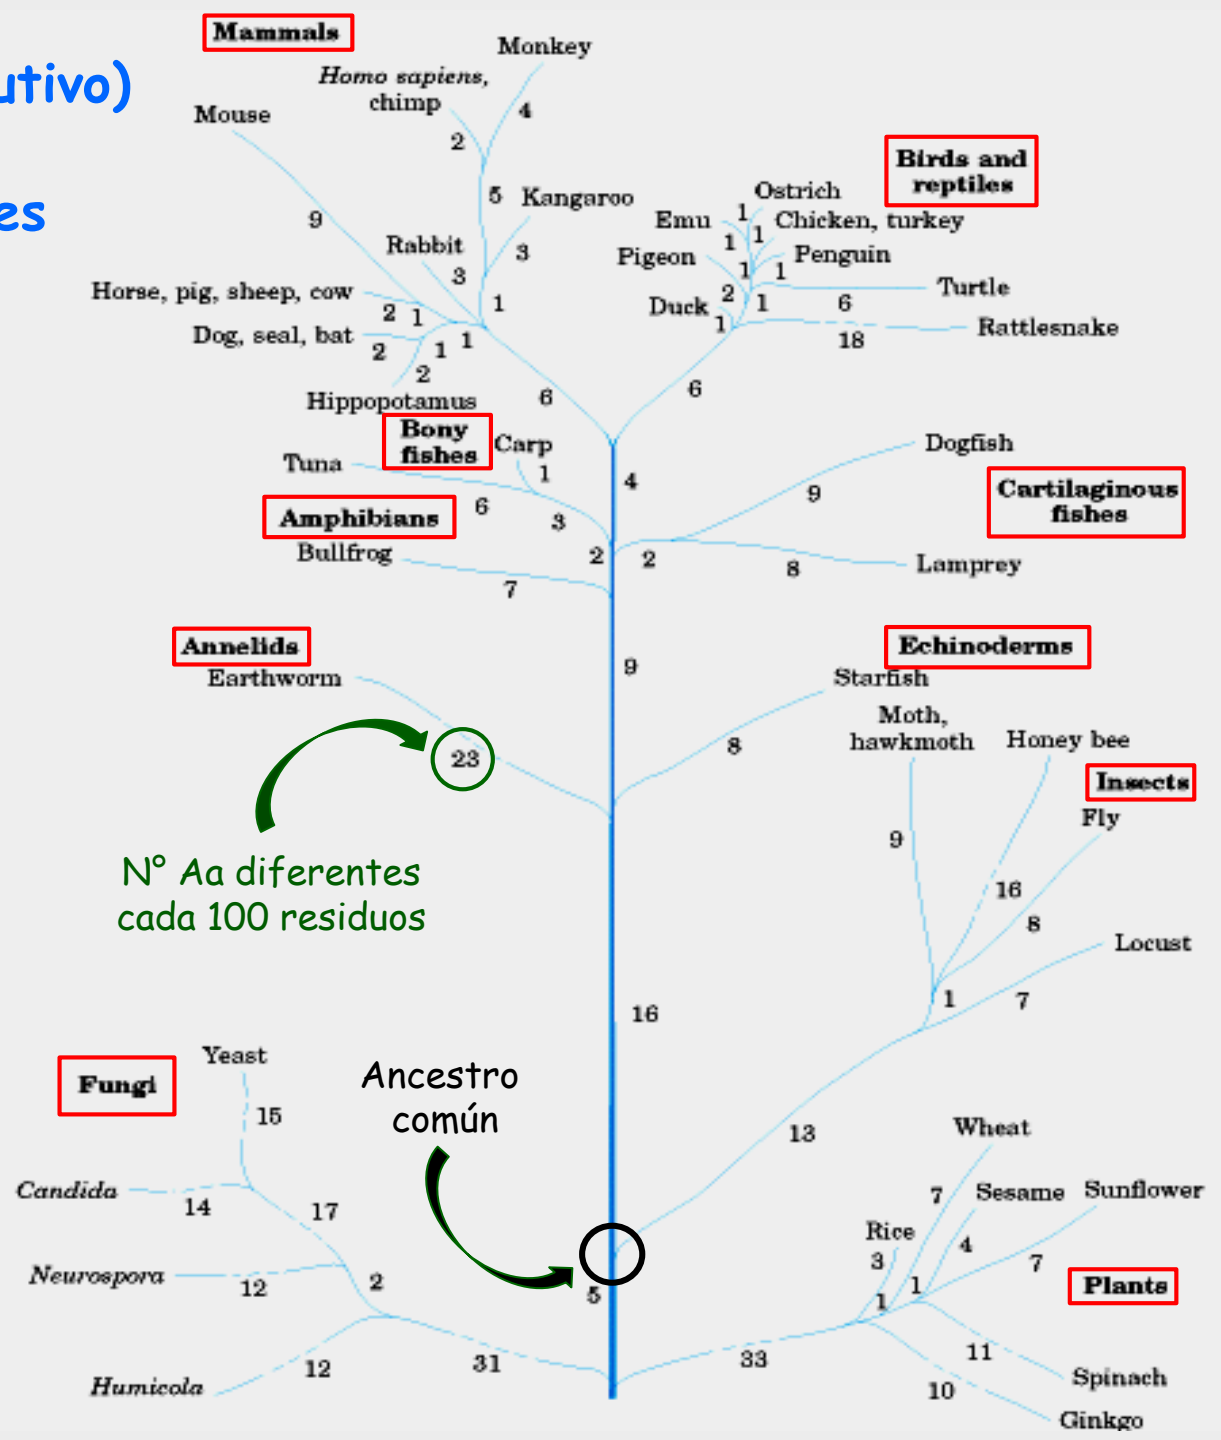 Mammals
utivo)
es
Monkey
Homo sapiens,
chimp
4
Mouse
2
5
Kangaroo
9
Rabbit
3
3
Horse, pig, sheep, cow
2
1
1
Dog, seal, bat
2
1
1
2
Hippopotamus
6
Birds and
reptiles
Ostrich
Emu
1
Chicken, turkey
1
1
Pigeon
Penguin
1
1
Turtle
Duck
2
1
6
1
Rattlesnake
18
6
Bony
fishes
Carp
Tuna
1
6
3
4
Dogfish
9
Cartilaginous
fishes
Amphibians
Bullfrog
2
2
8
Lamprey
7
Annelids
Earthworm
9
Echinoderms
Starfish
8
23
N° Aa diferentes
cada 100 residuos
Moth,
hawkmoth
Honey bee
Insects
Fly
9
16
8
Locust
1
7
16
13
Fungi
Yeast
15
Ancestro
común
Candida
14
17
Neurospora
12
2
5
Humicola
12
31
33
Wheat
7
Sesame
Sunflower
Rice
3
4
7
1
1
Plants
11
Spinach
10
Ginkgo